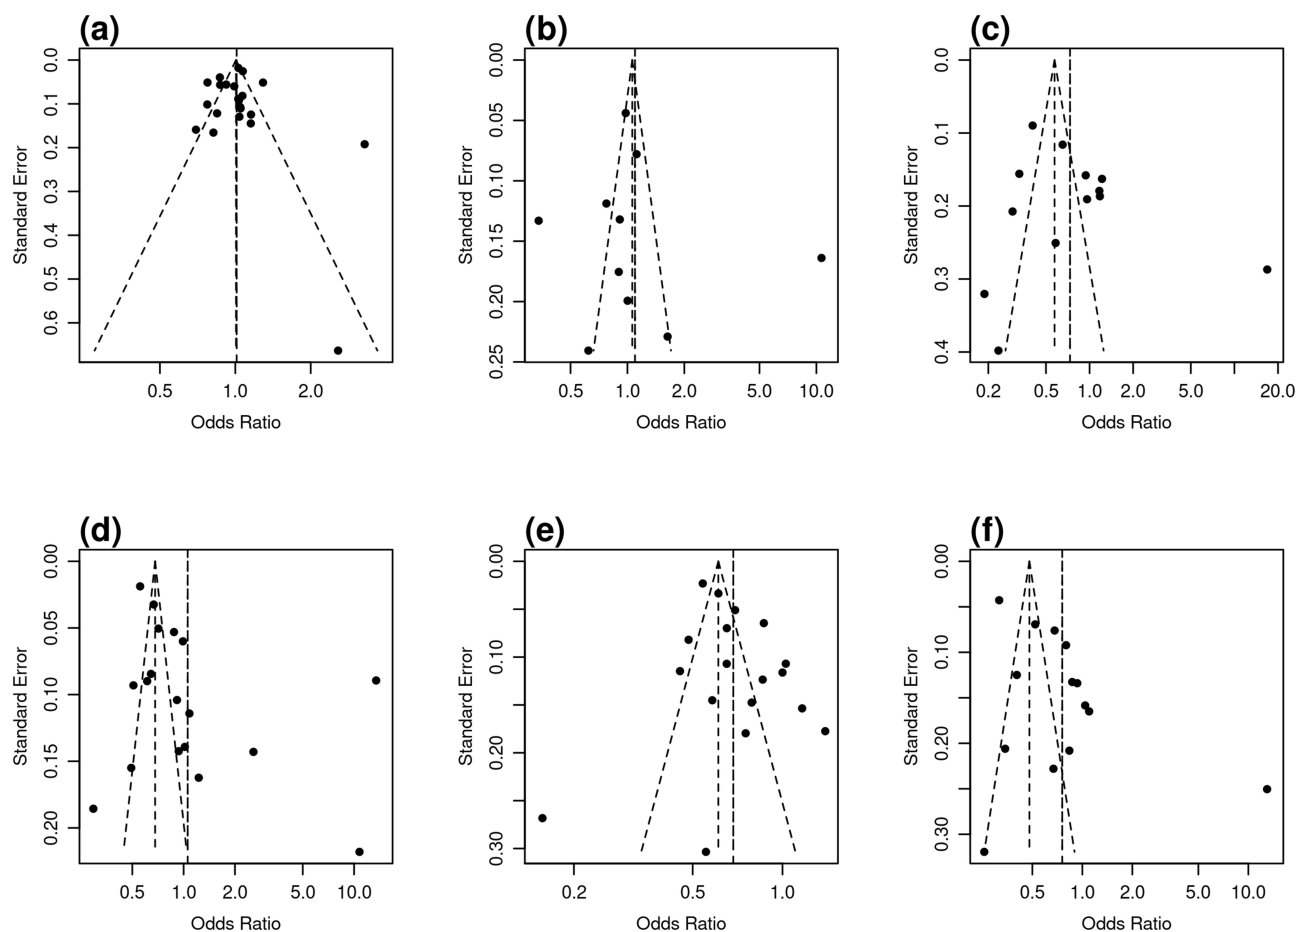 (a)
Standard Error
0.0 0.1 0.2 0.3 0.4 0.5 0.6
0.5 1.0 2.0
Odds Ratio
(b)
Standard Error
0.00 0.05 0.10 0.15 0.20 0.25
0.5 1.0 2.0 5.0 10.0
Odds Ratio
(c)
Standard Error
0.0 0.1 0.2 0.3 0.4
0.2 0.5 1.0 2.0 5.0 20.0
Odds Ratio
(d)
Standard Error
0.00 0.05 0.10 0.15 0.20
0.5 1.0 2.0 5.0 10.0
Odds Ratio
(e)
Standard Error
0.00 0.10 0.20 0.30
0.2 0.5 1.0
Odds Ratio
(f)
Standard Error
0.00 0.10 0.20 0.30
0.5 1.0 2.0 5.0 10.0
Odds Ratio